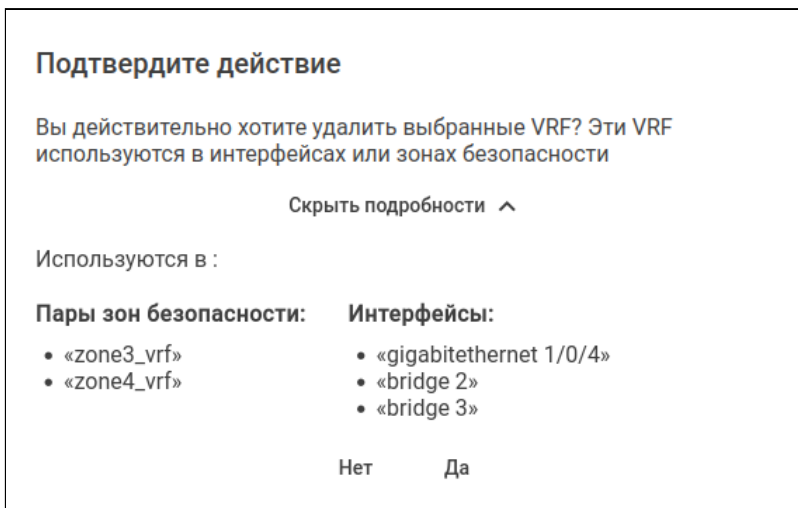 Подтвердите действие
Вы действительно хотите удалить выбранные VRF? Эти VRF
используются в интерфейсах или зонах безопасности
Скрыть подробности
Используются в :
Пары зон безопасности:
«zone3_vrf»
«zone4_vrf»
Интерфейсы:
«gigabitethernet 1/0/4»
«bridge 2»
«bridge 3»
Нет Да